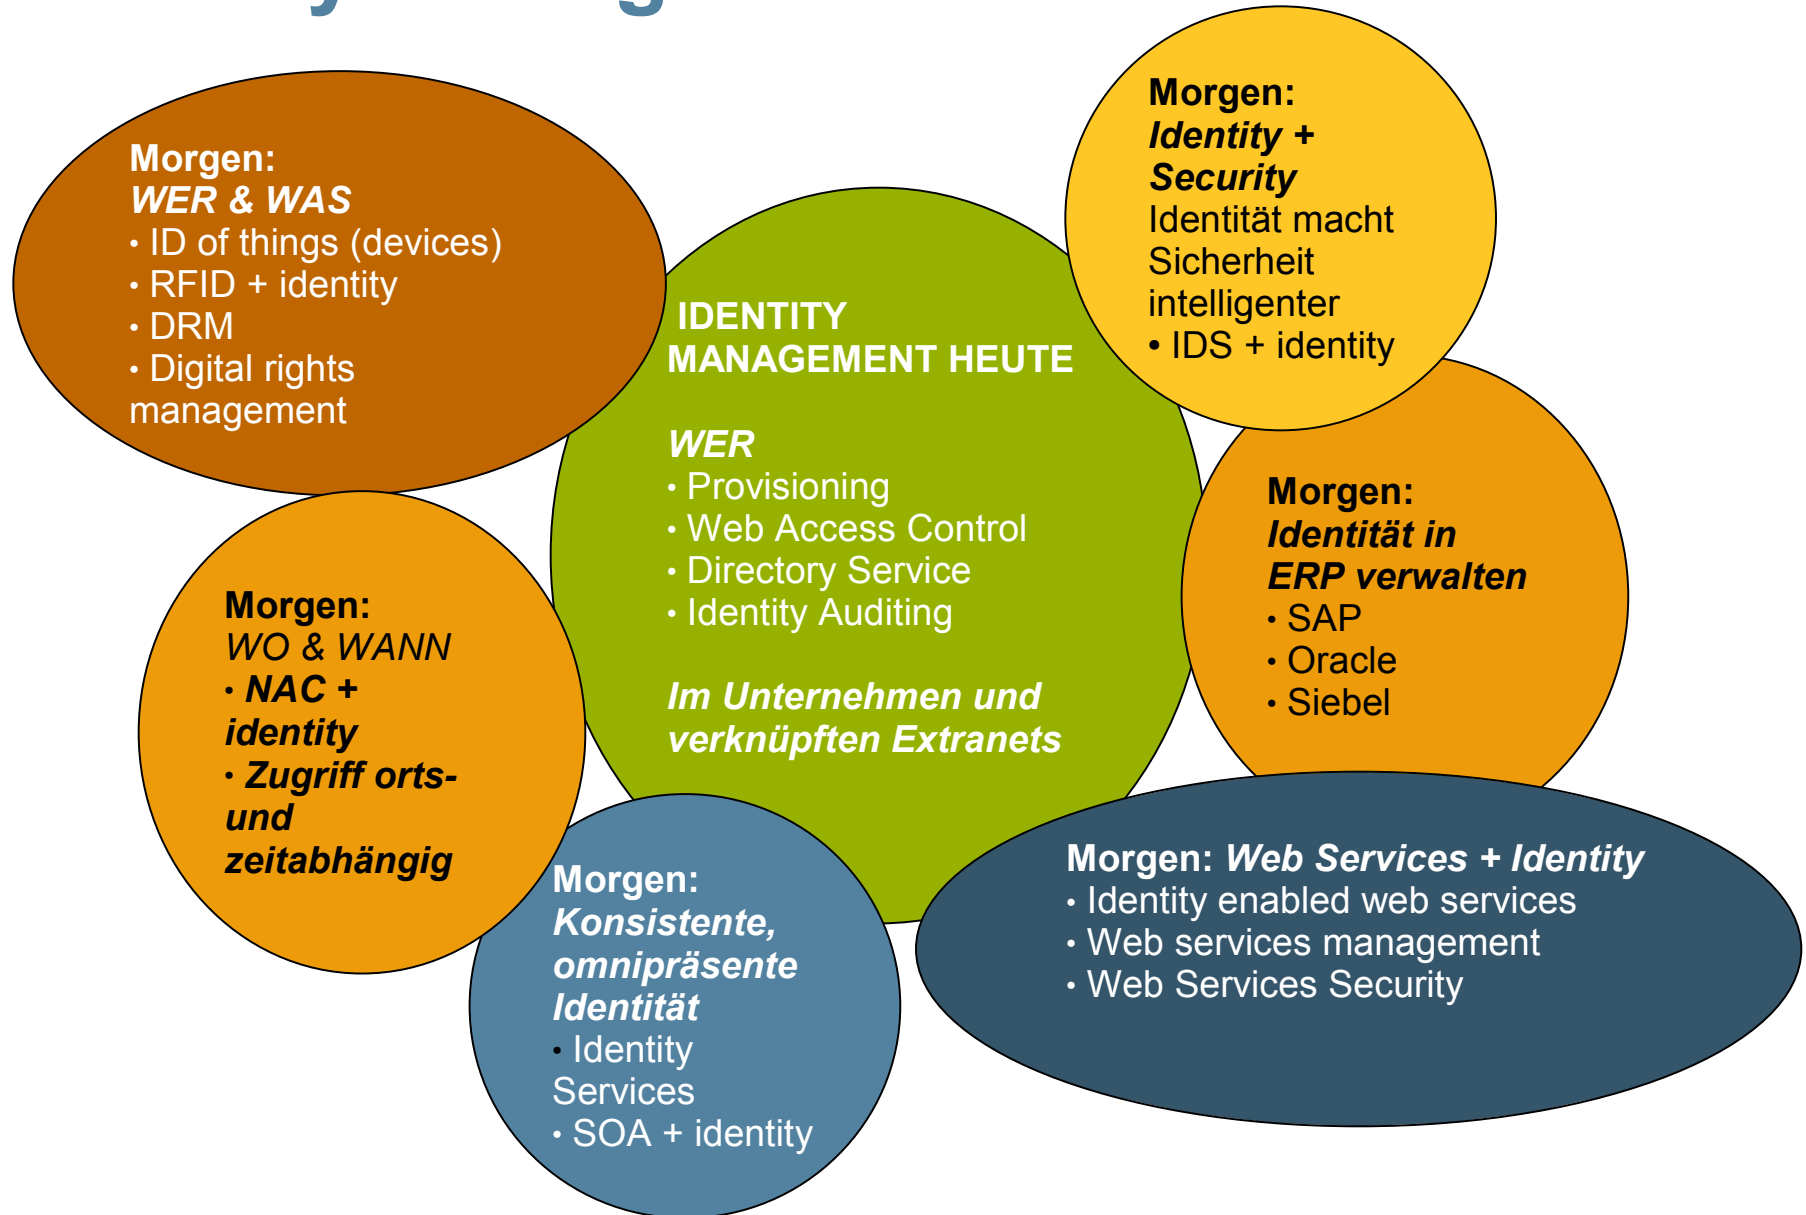 Morgen:
WER & WAS
• ID of things (devices)
• RFID + identity
• DRM
• Digital rights
management
Morgen:
Identity +
Security
Identität macht
Sicherheit
intelligenter
• IDS + identity
IDENTITY
MANAGEMENT HEUTE
WER
• Provisioning
• Web Access Control
• Directory Service
• Identity Auditing
Im Unternehmen und
verknüpften Extranets
Morgen:
Identität in
ERP verwalten
• SAP
• Oracle
• Siebel
Morgen:
WO & WANN
• NAC +
identity
• Zugriff orts-
und
zeitabhängig
Morgen:
Konsistente,
omnipräsente
Identität
• Identity
Services
• SOA + identity
Morgen: Web Services + Identity
• Identity enabled web services
• Web services management
• Web Services Security